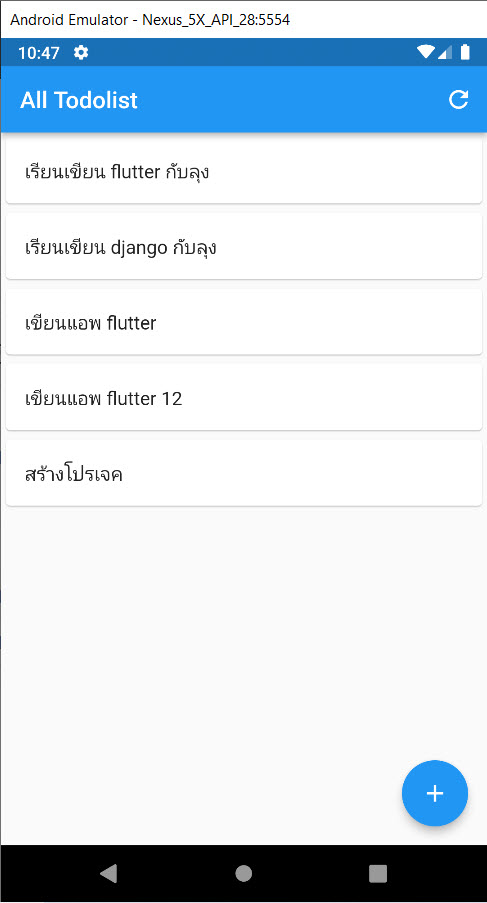 Android Emulator - Nexus_5X_API_28:5554
10:47
All Todolist
เรียนเขียน flutter กับลุง
เรียนเขียน django กับลุง
เขียนแอพ flutter
เขียนแอพ flutter 12
สร้างโปรเจค